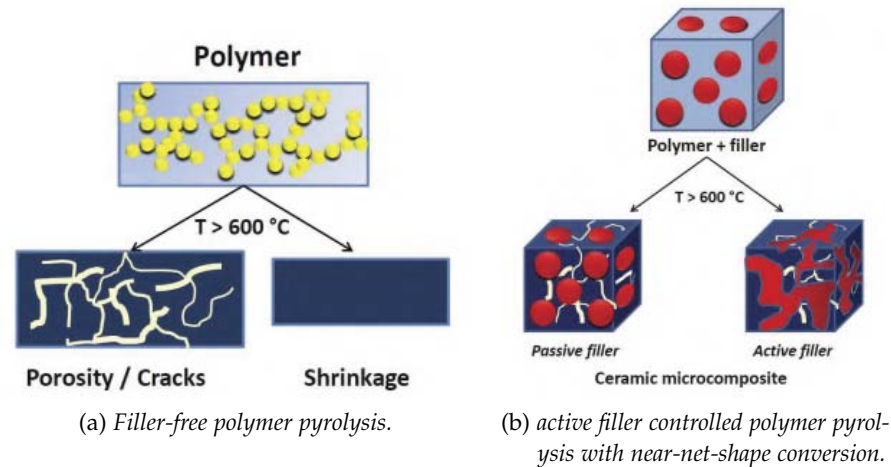 Polymer
T > 600 °C
Porosity / Cracks
Shrinkage
(a) Filler-free polymer pyrolysis.
Polymer + filler
T > 600 °C
Passive filler
Active filler
Ceramic microcomposite
(b) active filler controlled polymer pyrol-
ysis with near-net-shape conversion.